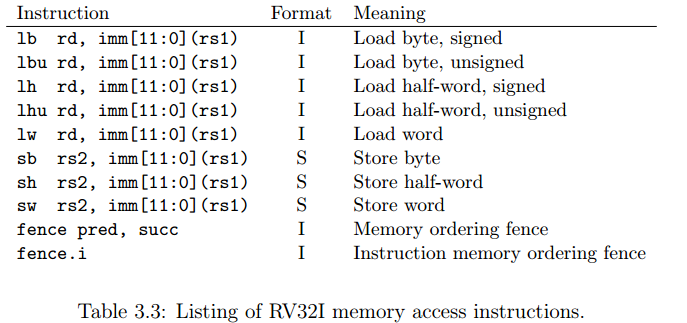 Instruction Format Meaning
lb rd, imm[11:0](rs1) I Load byte, signed
lbu rd, imm[11:0](rs1) I Load byte, unsigned
lh rd, imm[11:0](rs1) I Load half-word, signed
lhu rd, imm[11:0](rs1) I Load half-word, unsigned
lw rd, imm[11:0](rs1) I Load word
sb rs2, imm[11:0](rs1) S Store byte
sh rs2, imm[11:0](rs1) S Store half-word
sw rs2, imm[11:0](rs1) S Store word
fence pred, succ I Memory ordering fence
fence.i I Instruction memory ordering fence
Table 3.3: Listing of RV32I memory access instructions.